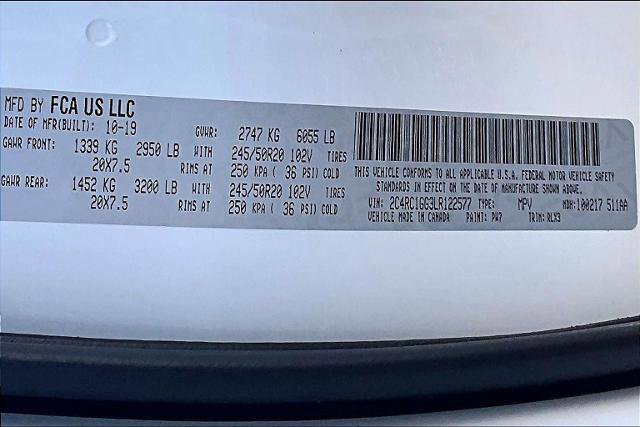 MFD BY FCA US LLC
DATE OF MFR(BUILT): 10-19 GVWR: 2747 KG 6055 LB
GAWR FRONT: 1339 KG 2950 LB WITH 245/50R20 102V TIRES
20X7.5 RIMS AT 250 KPA ( 36 PSI) COLD
GAWR REAR: 1452 KG 3200 LB WITH 245/50R20 102V TIRES
20X7.5 RIMS AT 250 KPA ( 36 PSI) COLD
THIS VEHICLE CONFORMS TO ALL APPLICABLE U.S.A. FEDERAL MOTOR VEHICLE SAFETY
STANDARDS IN EFFECT ON THE DATE OF MANUFACTURE SHOWN ABOVE.
VIN: 2C4RC1GG3LR122577 TYPE: MPV MDH:100217 511AA
VEHICLE MADE IN CANADA PAINT: PW7 TRIM: RLX9